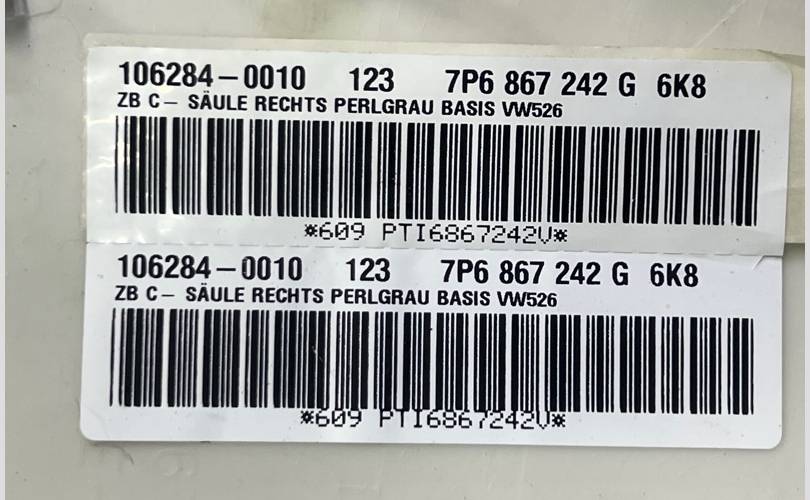 106284-0010 123 7P6 867 242 G 6K8
ZB C- SÄULE RECHTS PERLGRAU BASIS VW526
*609 PTI6867242V*
106284-0010 123 7P6 867 242 G 6K8
ZB C- SÄULE RECHTS PERLGRAU BASIS VW526
*609 PTI6867242V*